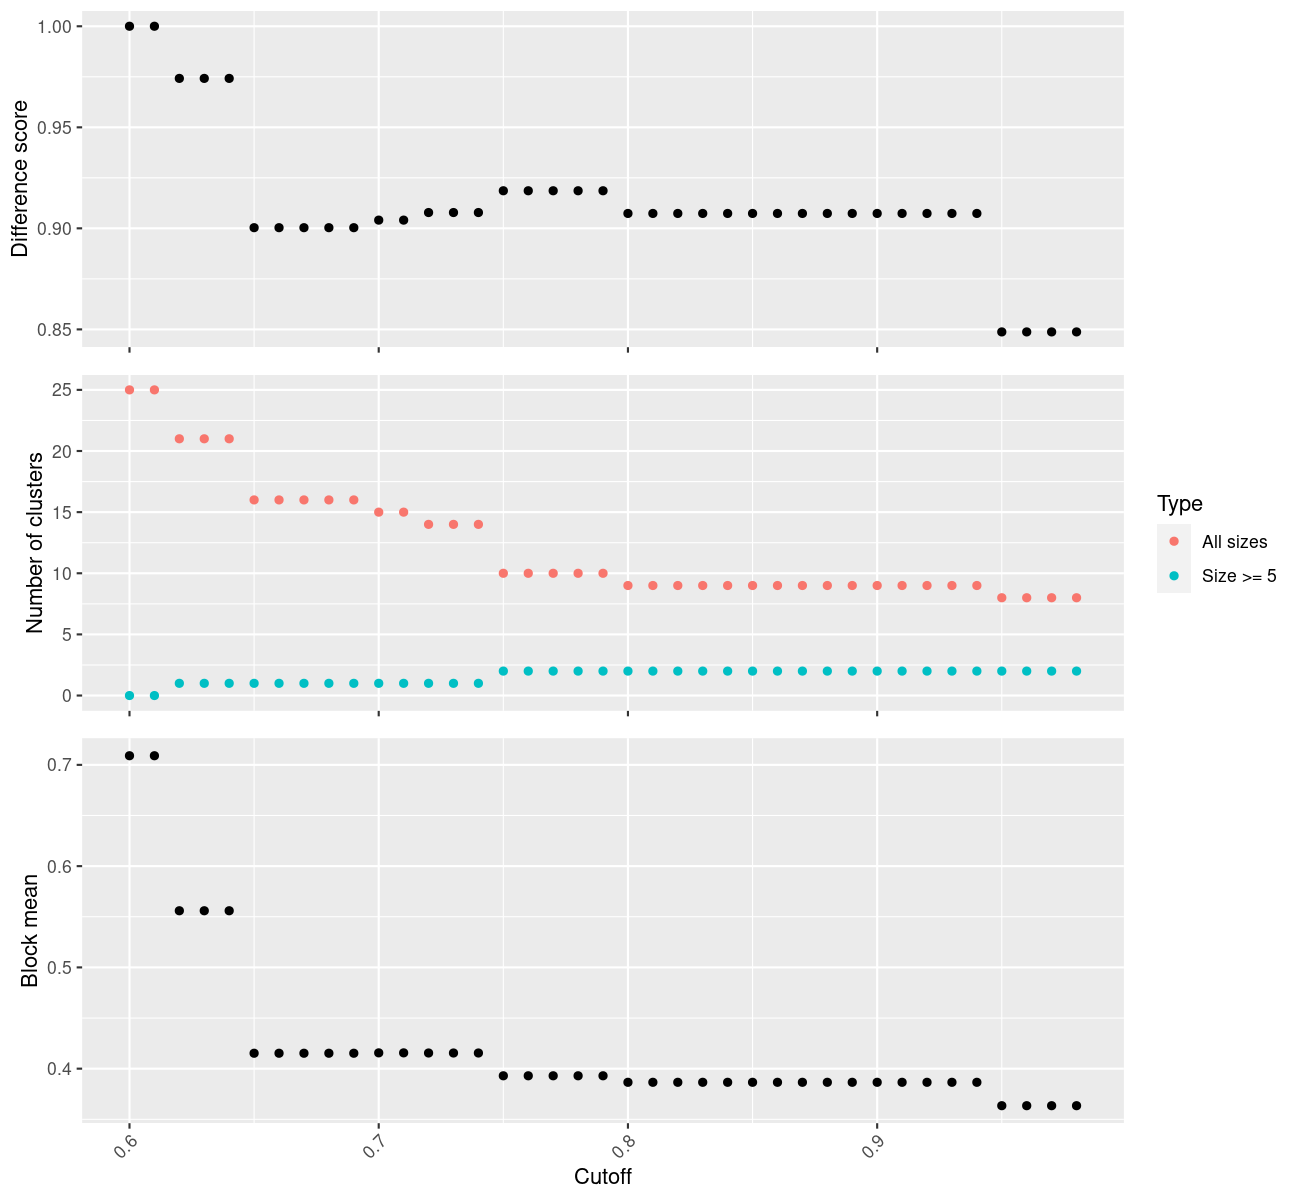 Difference score
1.00
0.95
0.90
0.85
Number of clusters
25
20
15
10
5
0
Type
All sizes
Size >= 5
Block mean
0.7
0.6
0.5
0.4
0.6 0.7 0.8 0.9
Cutoff